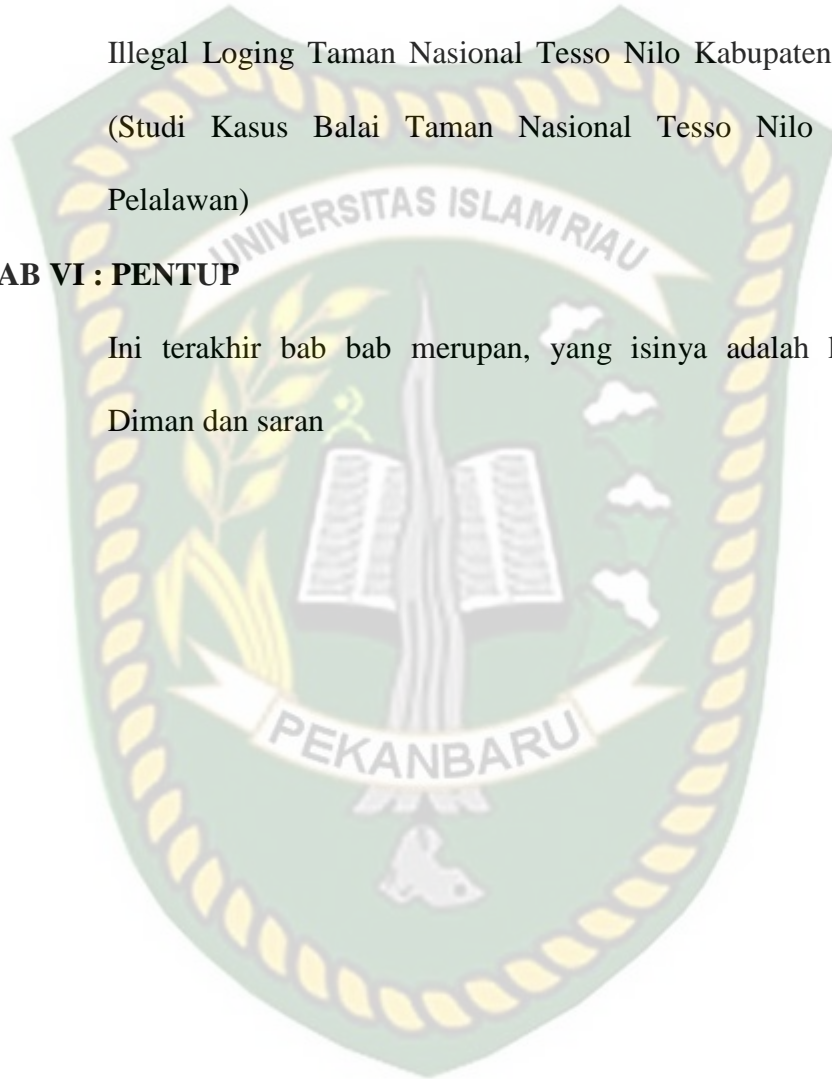 Illegal Loging Taman Nasional Tesso Nilo Kabupaten
(Studi Kasus Balai Taman Nasional Tesso Nilo
Pelalawan)
UNIVERSITAS ISLAM RIAU
AB VI : PENTUP
Ini terakhir bab bab merupan, yang isinya adalah
Diman dan saran
PEKANBARU